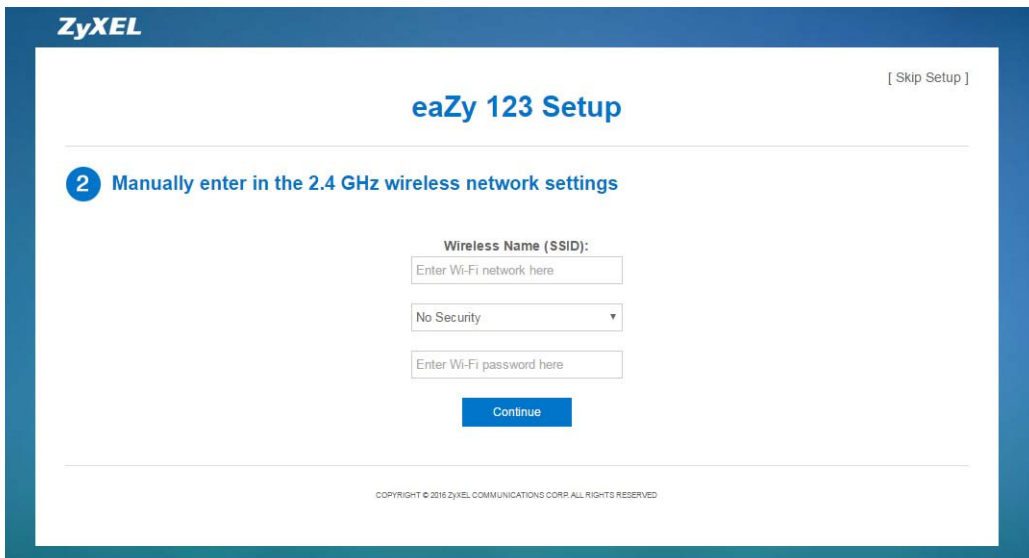 ZyXEL
[ Skip Setup ]
eaZy 123 Setup
2 Manually enter in the 2.4 GHz wireless network settings
Wireless Name (SSID):
Enter Wi-Fi network here
No Security
Enter Wi-Fi password here
Continue
COPYRIGHT © 2016 ZyXEL COMMUNICATIONS CORP. ALL RIGHTS RESERVED